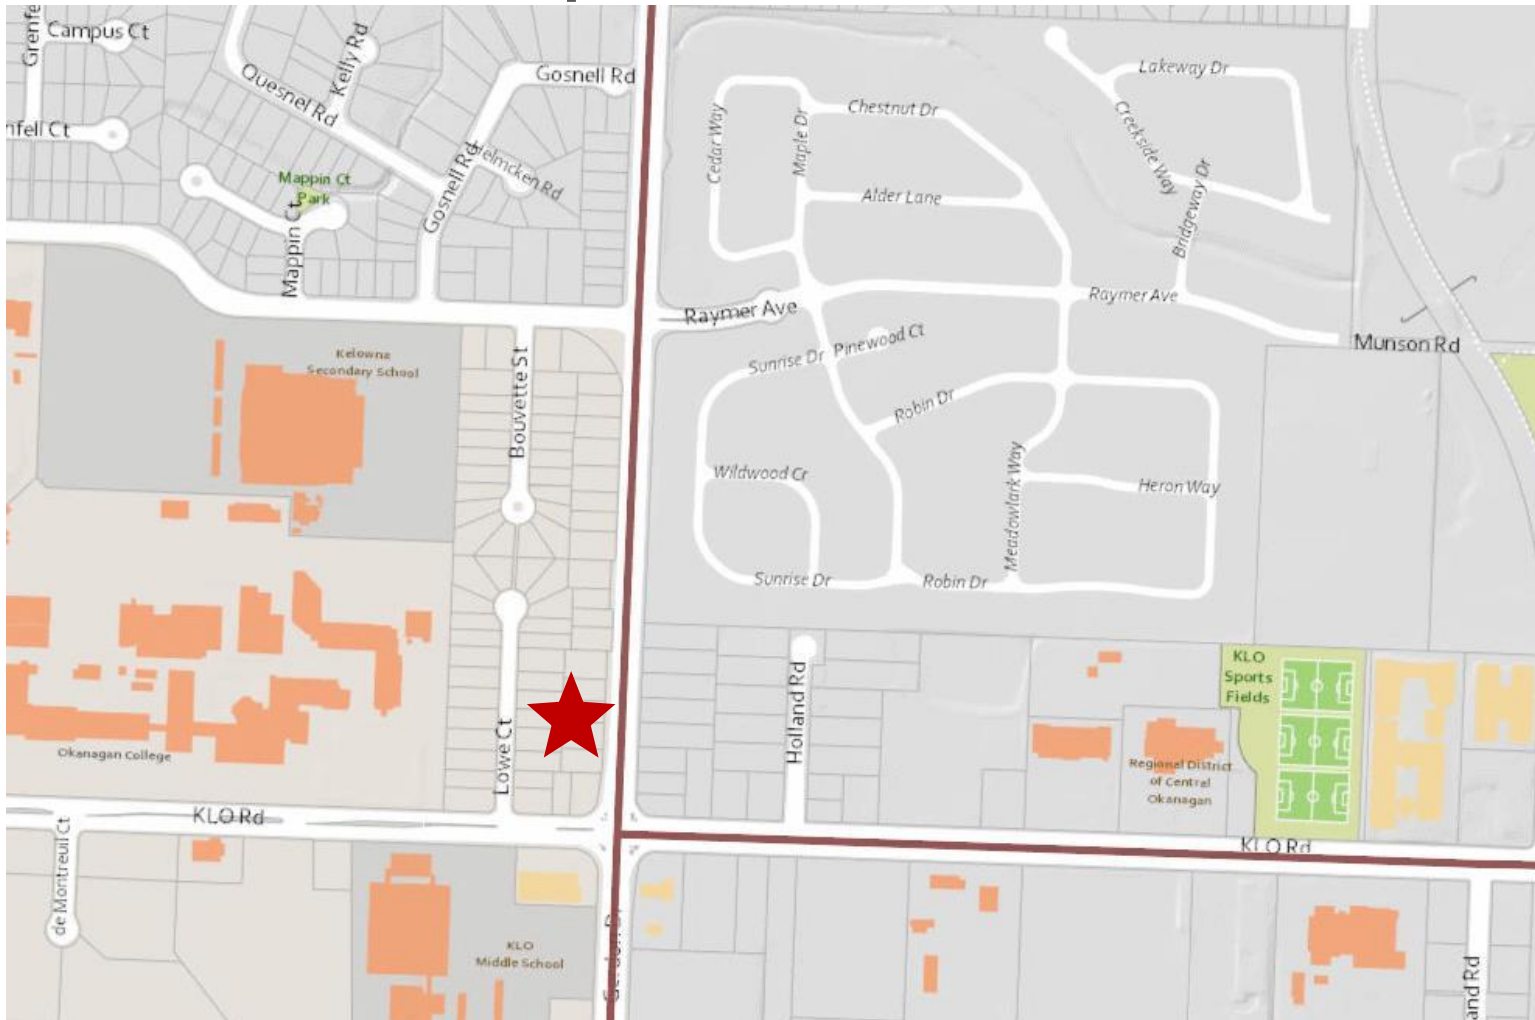 Campus Ct
Kelly Rd
Quesnel Rd
Gosnell Rd
nfell Ct
Helmcken Rd
Gosnell Rd
Mappin Ct
Park
Mappin Ct
Cedar Way
Maple Dr
Chestnut Dr
Alder Lane
Lakeway Dr
Creekside Way
Bridgeway Dr
Raymer Ave
Raymer Ave
Munson Rd
Sunrise Dr
Pinewood Ct
Kelowna
Secondary School
Bouvette St
Robin Dr
Wildwood Cr
Meadowlark Way
Heron Way
Sunrise Dr
Robin Dr
KLO
Sports
Fields
Holland Rd
Lowe Ct
Okanagan College
Regional District
of Central
Okanagan
KLO Rd
KLO Rd
de Montreuil Ct
KLO
Middle School
and Rd